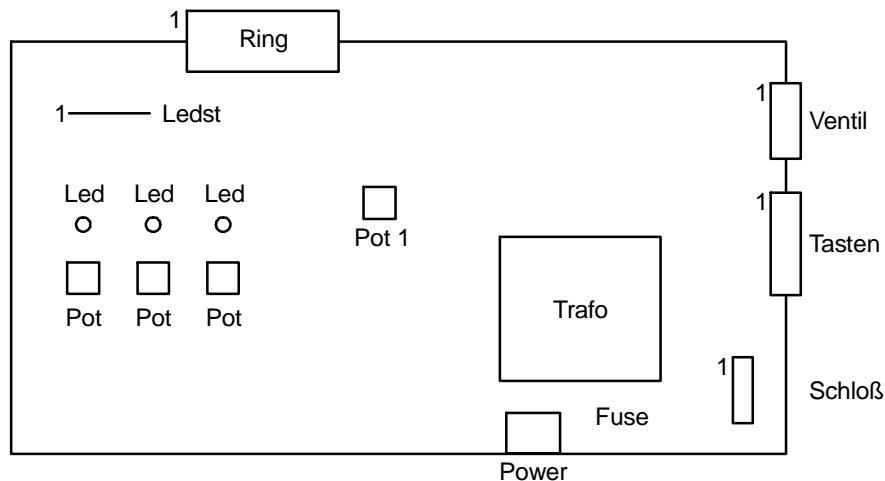 1 Ring
1 Ledst
1 Ventil
Led Led Led
1 Tasten
Pot 1
Pot Pot Pot
Trafo
1 Schloß
Fuse
Power